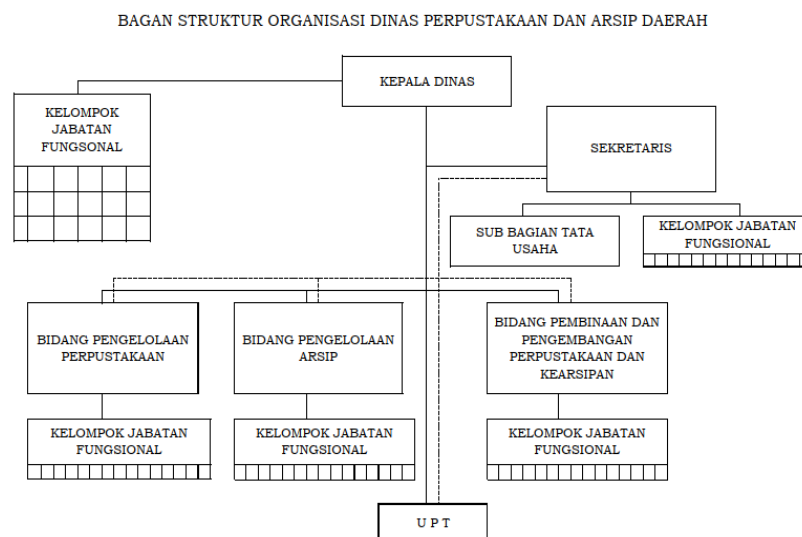 BAGAN STRUKTUR ORGANISASI DINAS PERPUSTAKAAN DAN ARSIP DAERAH
KEPALA DINAS
KELOMPOK
JABATAN
FUNGSONAL
SEKRETARIS
SUB BAGIAN TATA
USAHA
KELOMPOK JABATAN
FUNGSIONAL
BIDANG PENGELOLAAN
PERPUSTAKAAN
BIDANG PENGELOLAAN
ARSIP
BIDANG PEMBINAAN DAN
PENGEMBANGAN
PERPUSTAKAAN DAN
KEARSIPAN
KELOMPOK JABATAN
FUNGSIONAL
KELOMPOK JABATAN
FUNGSIONAL
KELOMPOK JABATAN
FUNGSIONAL
U P T